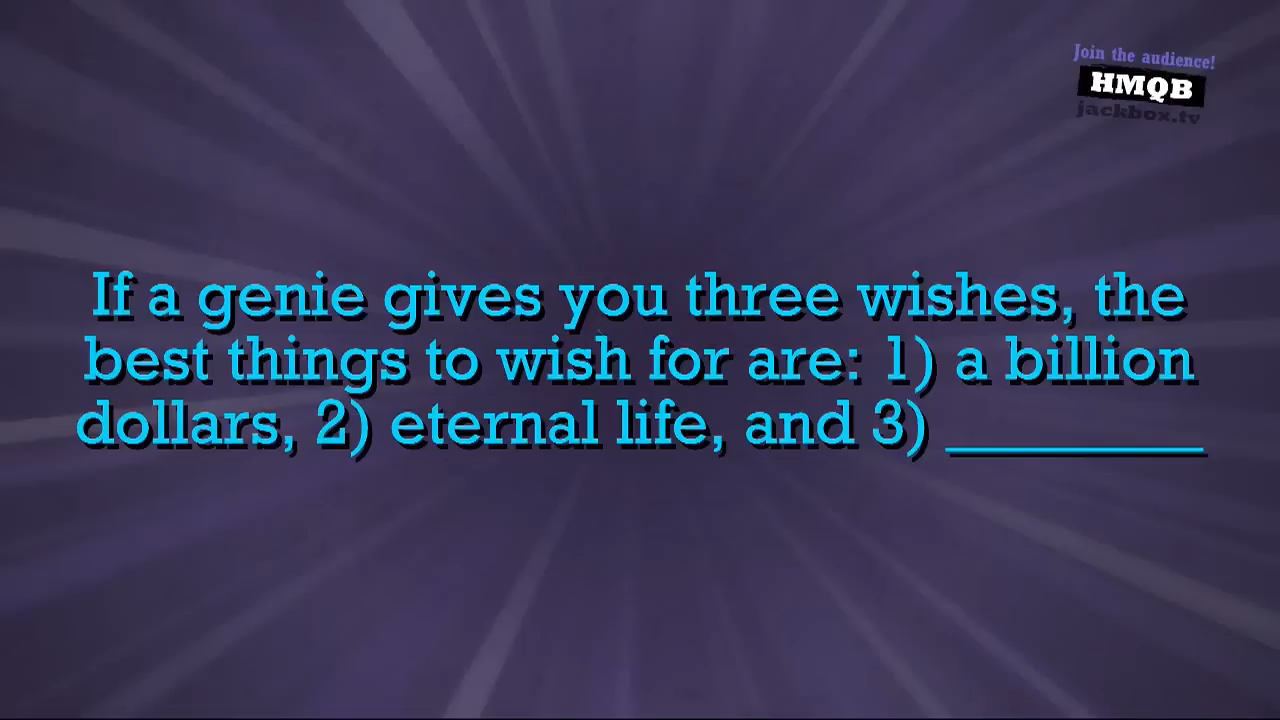 Join the audience!
HMQB
jackbox.tv
If a genie gives you three wishes, the
best things to wish for are: 1) a billion
dollars, 2) eternal life, and 3) _________